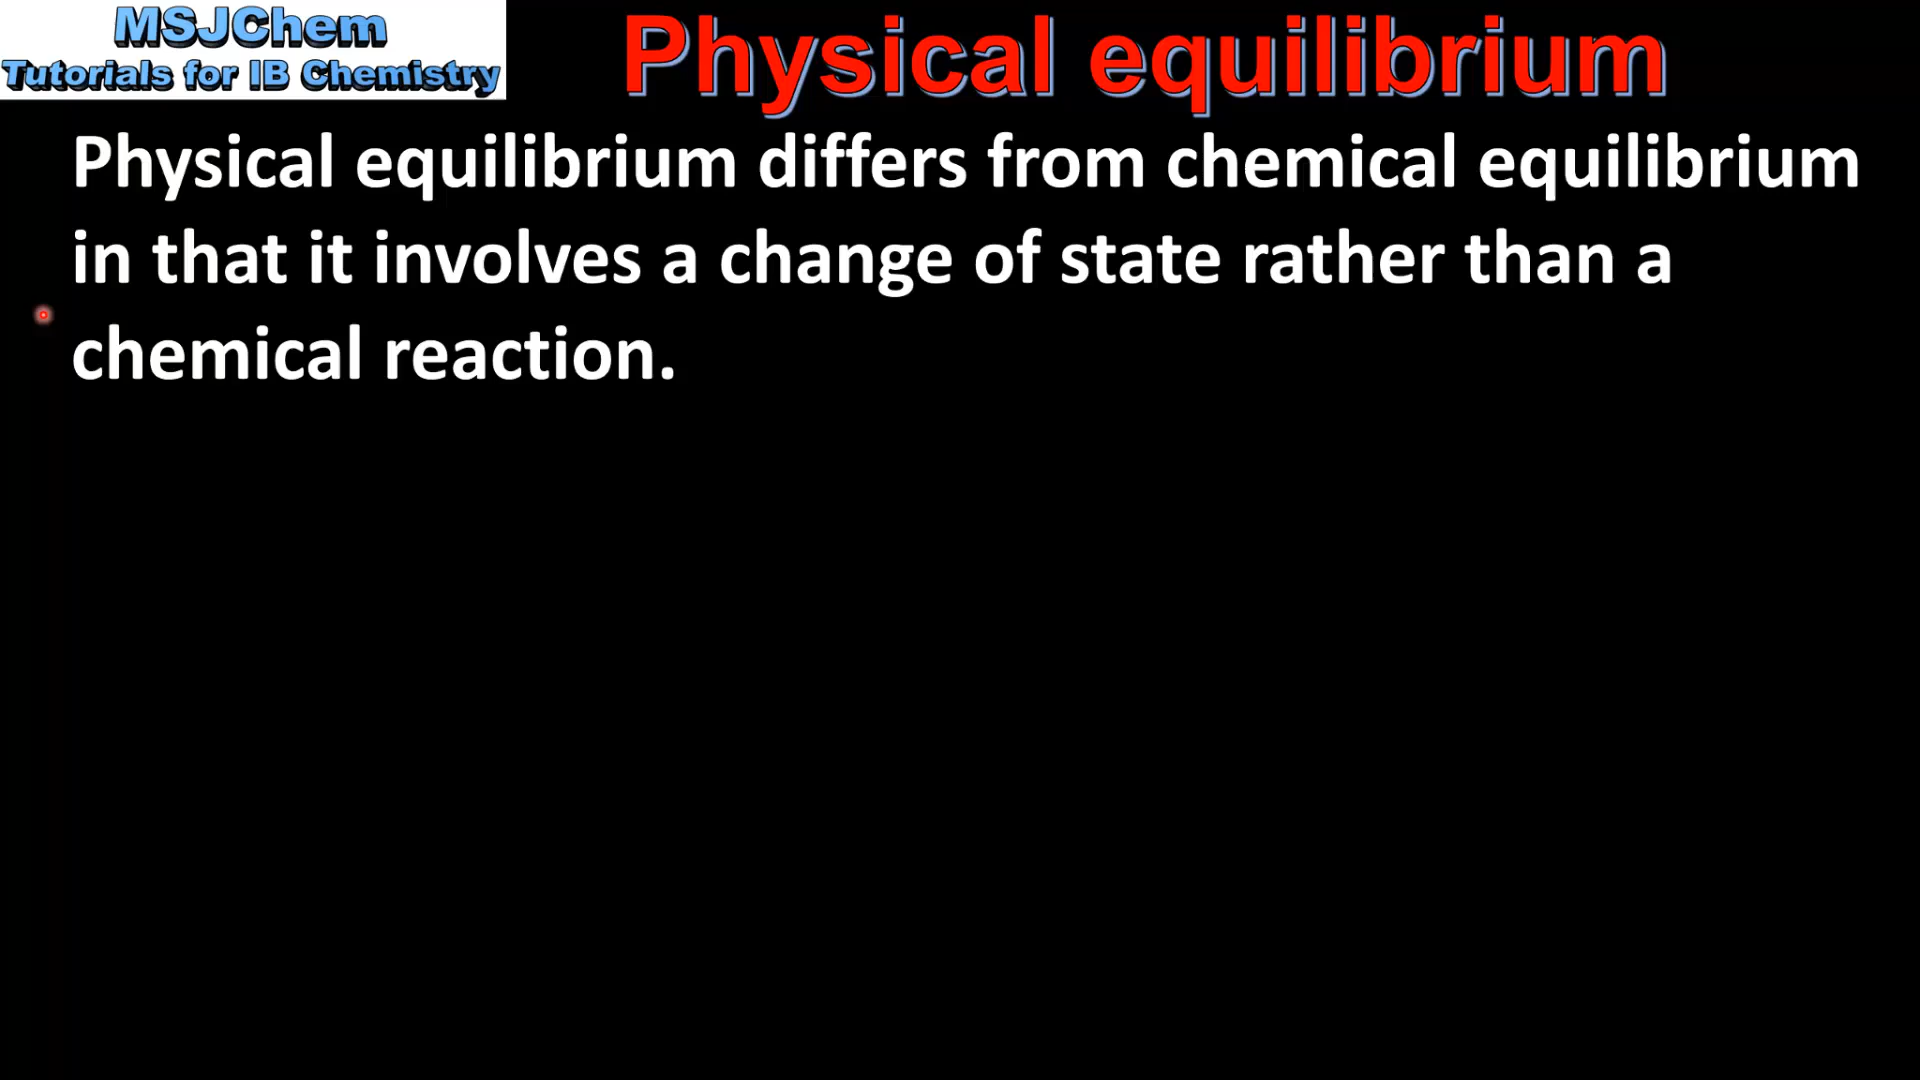 MSJChem
Tutorials for IB Chemistry
Physical equilibrium
Physical equilibrium differs from chemical equilibrium
in that it involves a change of state rather than a
chemical reaction.